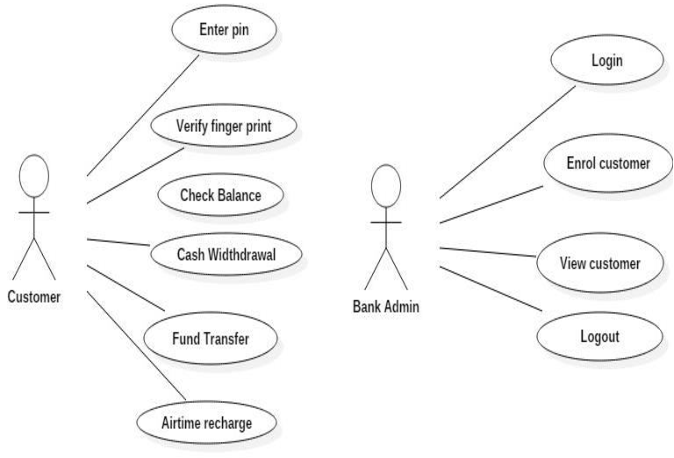 Enter pin
Verify finger print
Check Balance
Cash Widthdrawal
Customer
Fund Transfer
Airtime recharge
Login
Enrol customer
View customer
Bank Admin
Logout